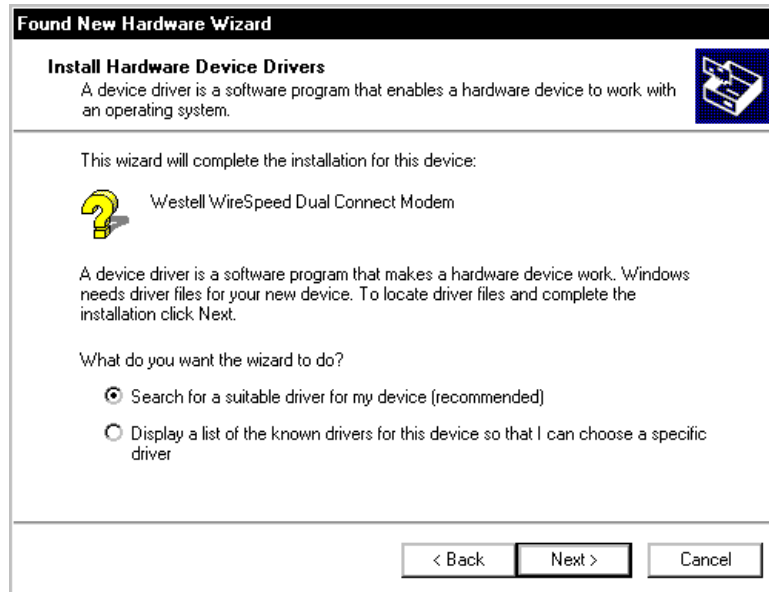 Found New Hardware Wizard
Install Hardware Device Drivers
A device driver is a software program that enables a hardware device to work with
an operating system.
This wizard will complete the installation for this device:
Westell WireSpeed Dual Connect Modem
A device driver is a software program that makes a hardware device work. Windows
needs driver files for your new device. To locate driver files and complete the
installation click Next.
What do you want the wizard to do?
Search for a suitable driver for my device (recommended)
Display a list of the known drivers for this device so that I can choose a specific
driver
< Back Next > Cancel